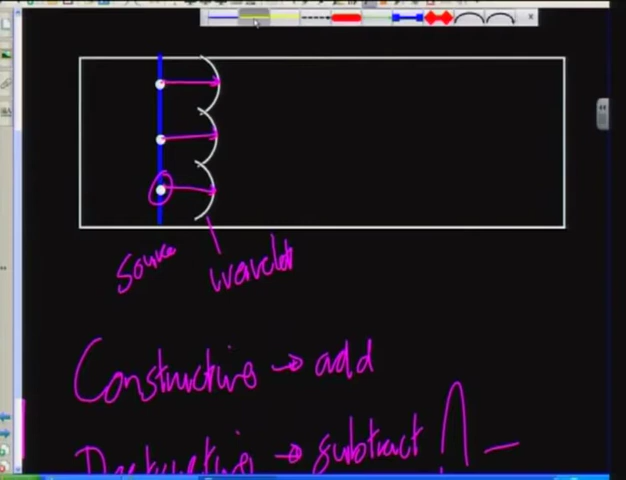 source wavelet
Constructive → add
Destructive → subtract